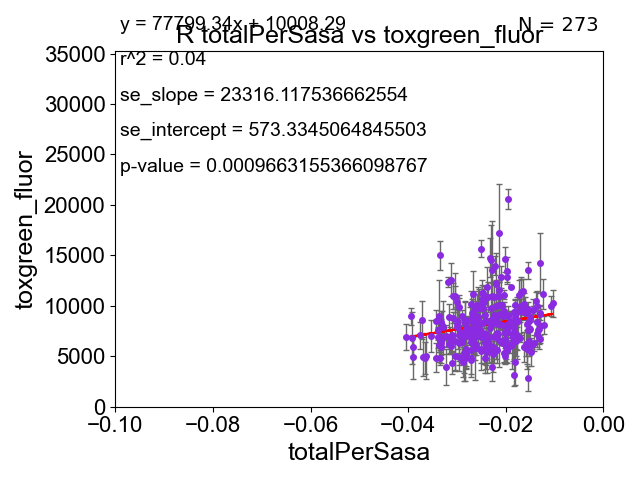 y = 77799.34x + 10008.29
N = 273
R totalPerSasa vs toxgreen_fluor
r^2 = 0.04
se_slope = 23316.117536662554
se_intercept = 573.3345064845503
p-value = 0.0009663155366098767
toxgreen_fluor
35000
30000
25000
20000
15000
10000
5000
0
−0.10 −0.08 −0.06 −0.04 −0.02 0.00
totalPerSasa